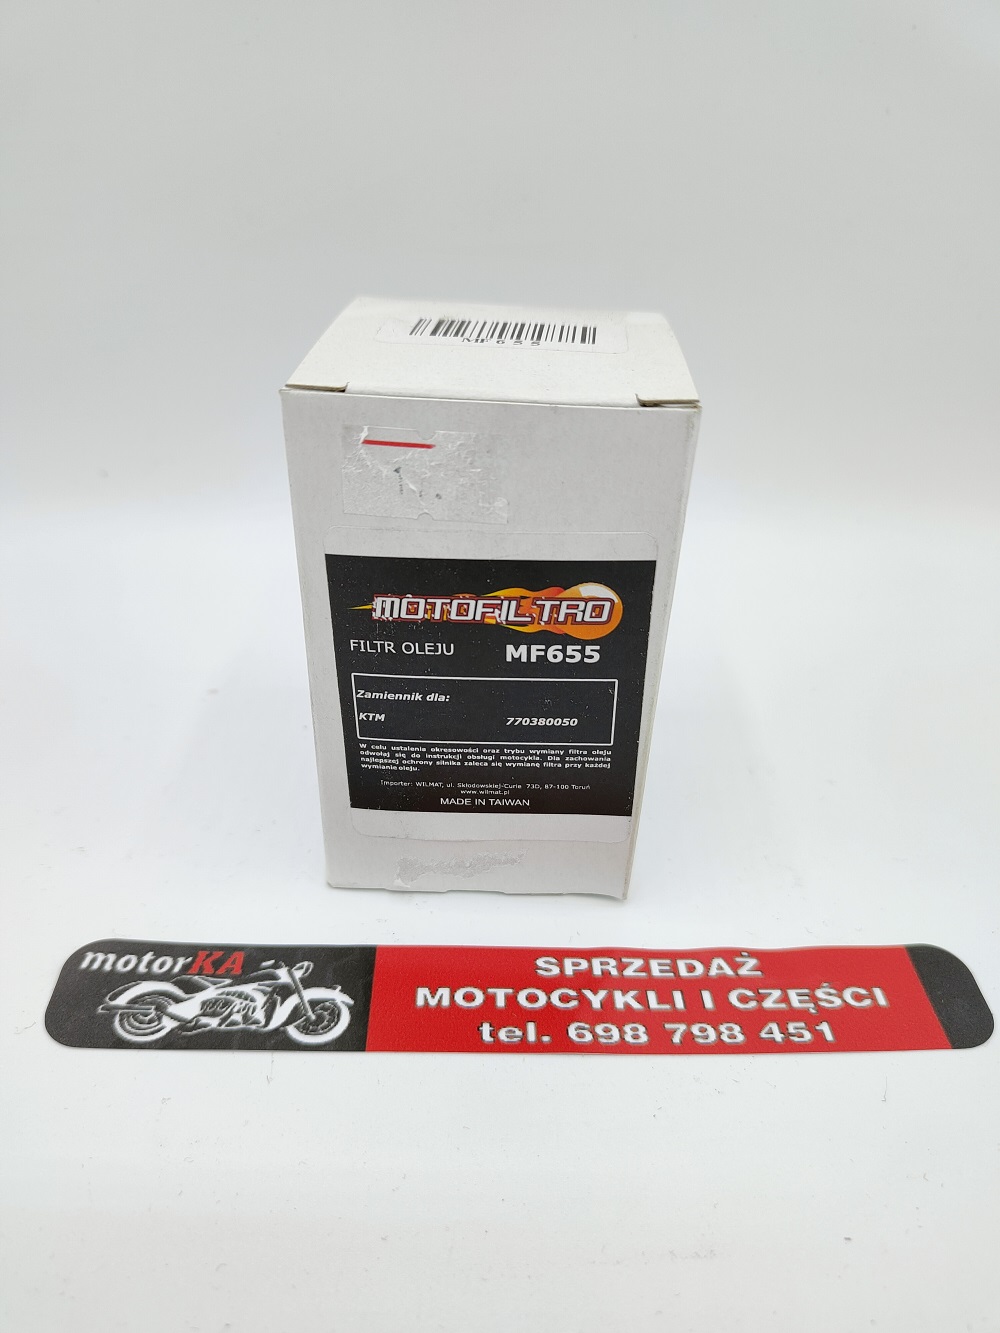 MF655
MOTOFILTRO
FILTR OLEJU MF655
Zamiennik dla:
KTM 770380050
W celu ustalenia okresowości oraz trybu wymiany filtra oleju
odwołaj się do instrukcji obsługi motocykla. Dla zachowania
najlepszej ochrony silnika zaleca się wymianę filtra przy każdej
wymianie oleju.
Importer: WILMAT, ul. Skłodowskiej-Curie 73D, 87-100 Toruń
www.wilmat.pl
MADE IN TAIWAN
motorKA
SPRZEDAŻ
MOTOCYKLI I CZĘŚCI
tel. 698 798 451